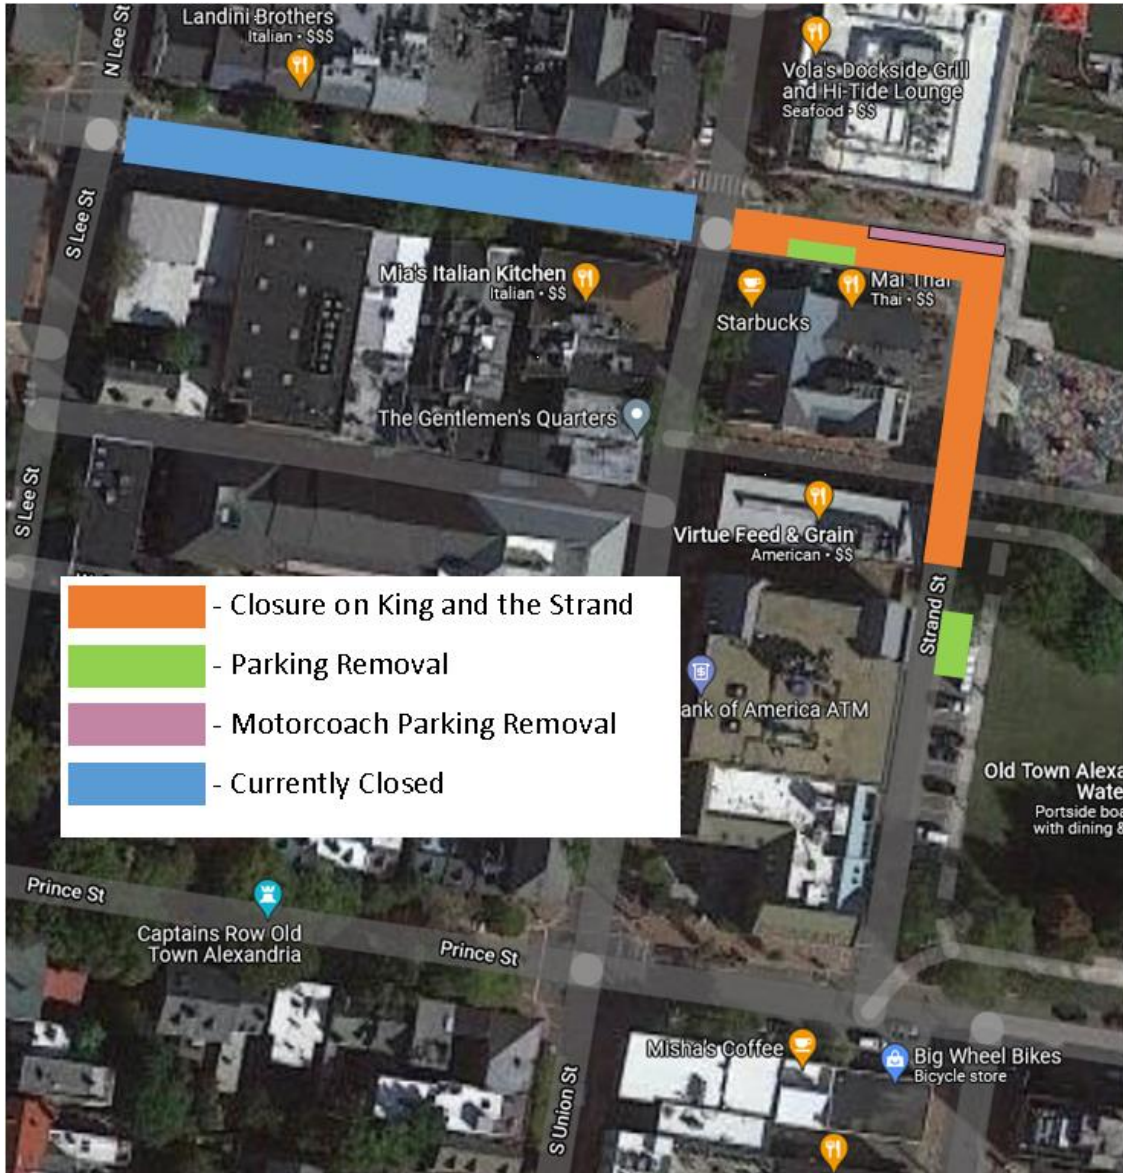 N Lee St
Landini Brothers
Italian • $$$
Vola's Dockside Grill
and Hi-Tide Lounge
Seafood • $$
S Lee St
Mia's Italian Kitchen
Italian • $$
Mai Thai
Thai • $$
Starbucks
The Gentlemen's Quarters
S Lee St
Virtue Feed & Grain
American • $$
- Closure on King and the Strand
- Parking Removal
- Motorcoach Parking Removal
- Currently Closed
Strand St
ank of America ATM
Old Town Alexa
Wate
Portside boa
with dining &
Prince St
Captains Row Old
Town Alexandria
Prince St
Misha's Coffee
Big Wheel Bikes
Bicycle store
S Union St